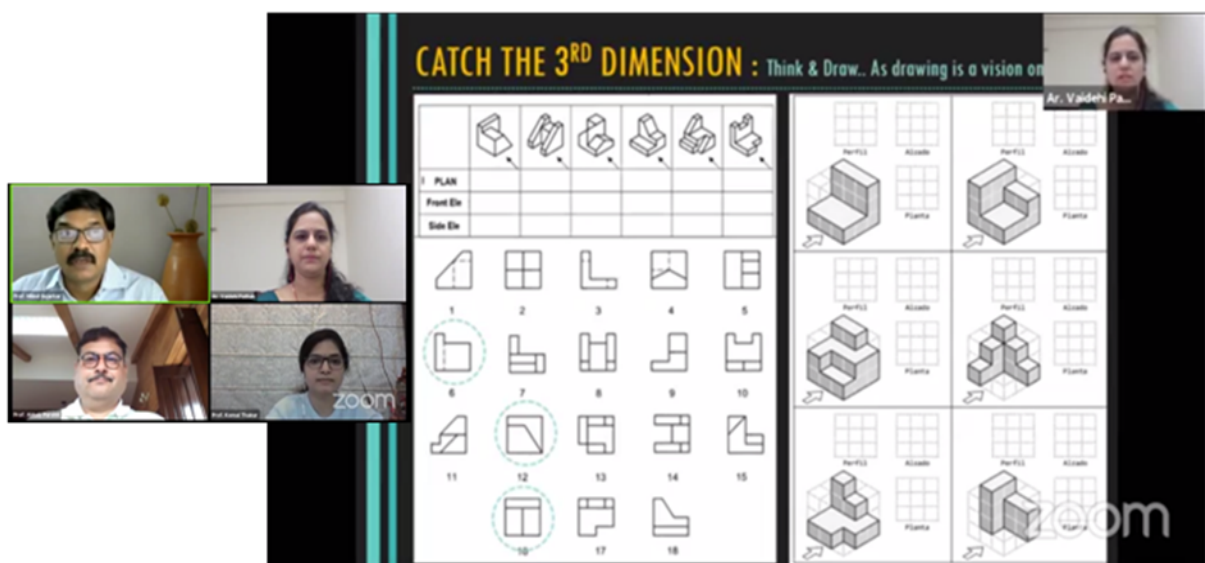 CATCH THE 3RD DIMENSION : Think & Draw.. As drawing is a vision on
Ar. Vaidehi Pa...
PLAN
Front Ele
Side Ele
1 2 3 4 5
6 7 8 9 10
11 12 13 14 15
16 17 18
Perfil Alzado
Perfil Alzado
Planta
Planta
Perfil Alzado
Perfil Alzado
Planta
Planta
Perfil Alzado
Perfil Alzado
Planta
zoom
zoom